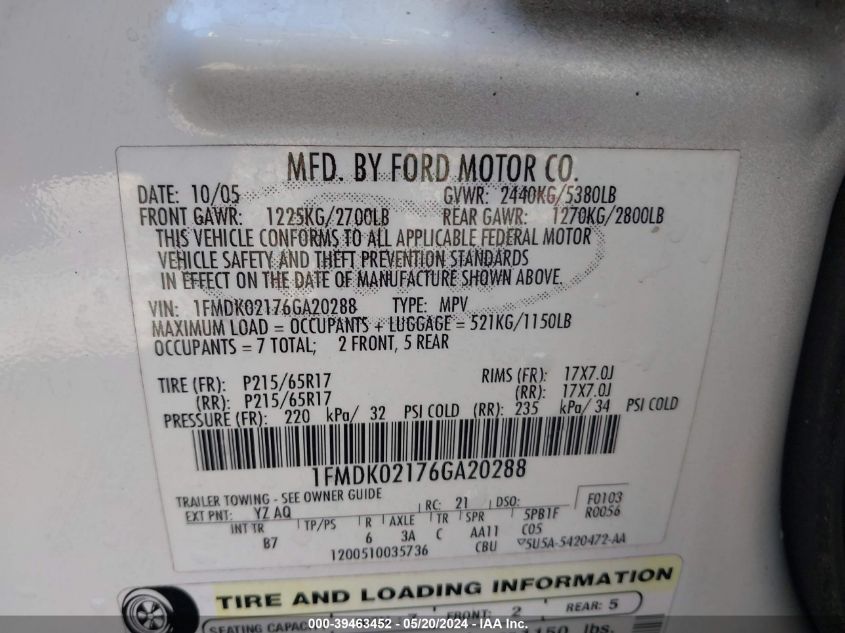 MFD. BY FORD MOTOR CO.
DATE: 10/05 GVWR: 2440KG/5380LB
FRONT GAWR: 1225KG/2700LB REAR GAWR: 1270KG/2800LB
THIS VEHICLE CONFORMS TO ALL APPLICABLE FEDERAL MOTOR
VEHICLE SAFETY AND THEFT PREVENTION STANDARDS
IN EFFECT ON THE DATE OF MANUFACTURE SHOWN ABOVE.
VIN: 1FMDK02176GA20288 TYPE: MPV
MAXIMUM LOAD = OCCUPANTS + LUGGAGE = 521KG/1150LB
OCCUPANTS = 7 TOTAL; 2 FRONT, 5 REAR
TIRE (FR): P215/65R17 RIMS (FR): 17X7.0J
(RR): P215/65R17 (RR): 17X7.0J
PRESSURE (FR): 220 kPa/ 32 PSI COLD (RR): 235 kPa/ 34 PSI COLD
1FMDK02176GA20288
TRAILER TOWING - SEE OWNER GUIDE
EXT PNT: YZ AQ RC: 21 DSO: F0103
INT TR TP/PS R AXLE TR SPR 5PB1F R0056
B7 6 3A C AA11 C05
1200510035736 CBU 5U5A-5420472-AA
TIRE AND LOADING INFORMATION
SEATING CAPAC 7 FRONT: 2 REAR: 5
1150 lbs.
000-39463452 - 05/20/2024 - IAA Inc.